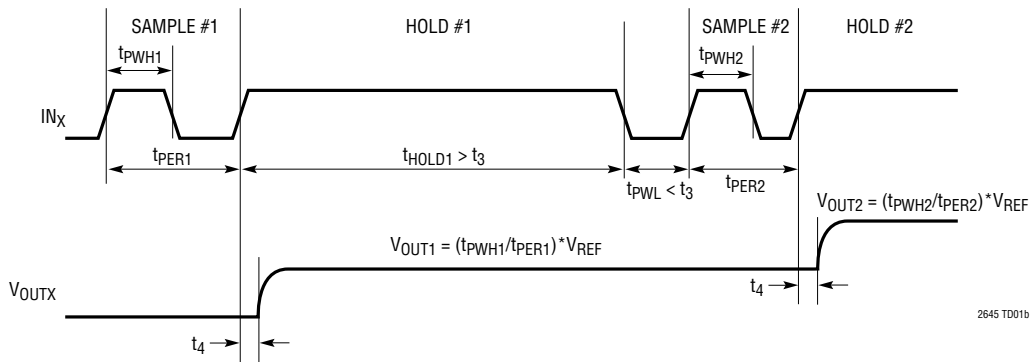 SAMPLE #1
HOLD #1
SAMPLE #2
HOLD #2
tPWH1
tPWH2
INX
tPER1
tHOLD1 > t3
tPWL < t3
tPER2
VOUT2 = (tPWH2/tPER2)*VREF
VOUT1 = (tPWH1/tPER1)*VREF
VOUTX
t4
t4
2645 TD01b